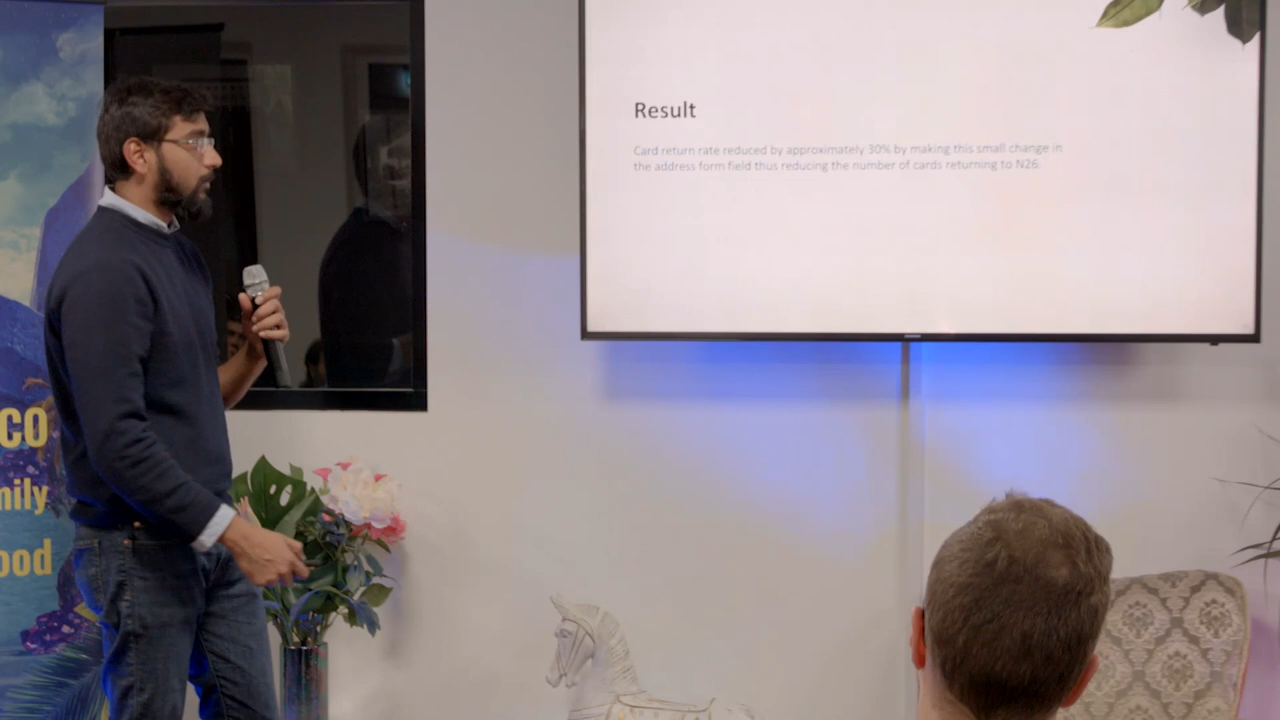 Result
Card return rate reduced by approximately 30% by making this small change in
the address form field thus reducing the number of cards returning to N26.
CO
mily
ood